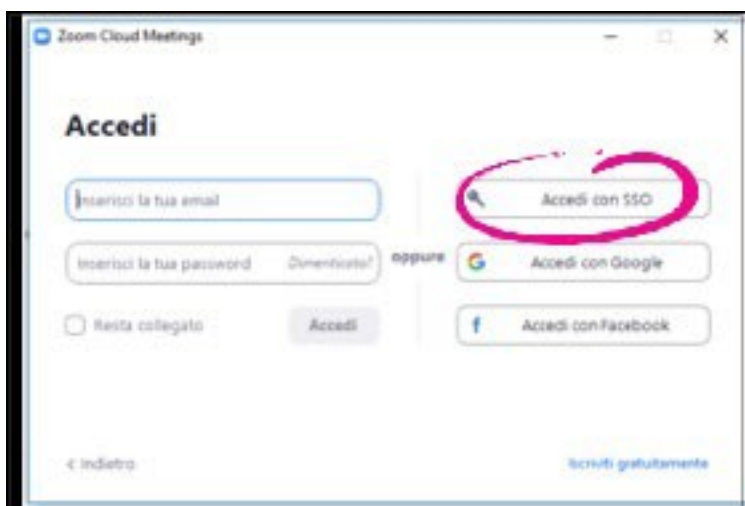 Zoom Cloud Meetings
Accedi
Inserisci la tua email
Inserisci la tua password Dimenticato?
Resta collegato Accedi
oppure
Accedi con SSO
Accedi con Google
Accedi con Facebook
< Indietro
Iscriviti gratuitamente